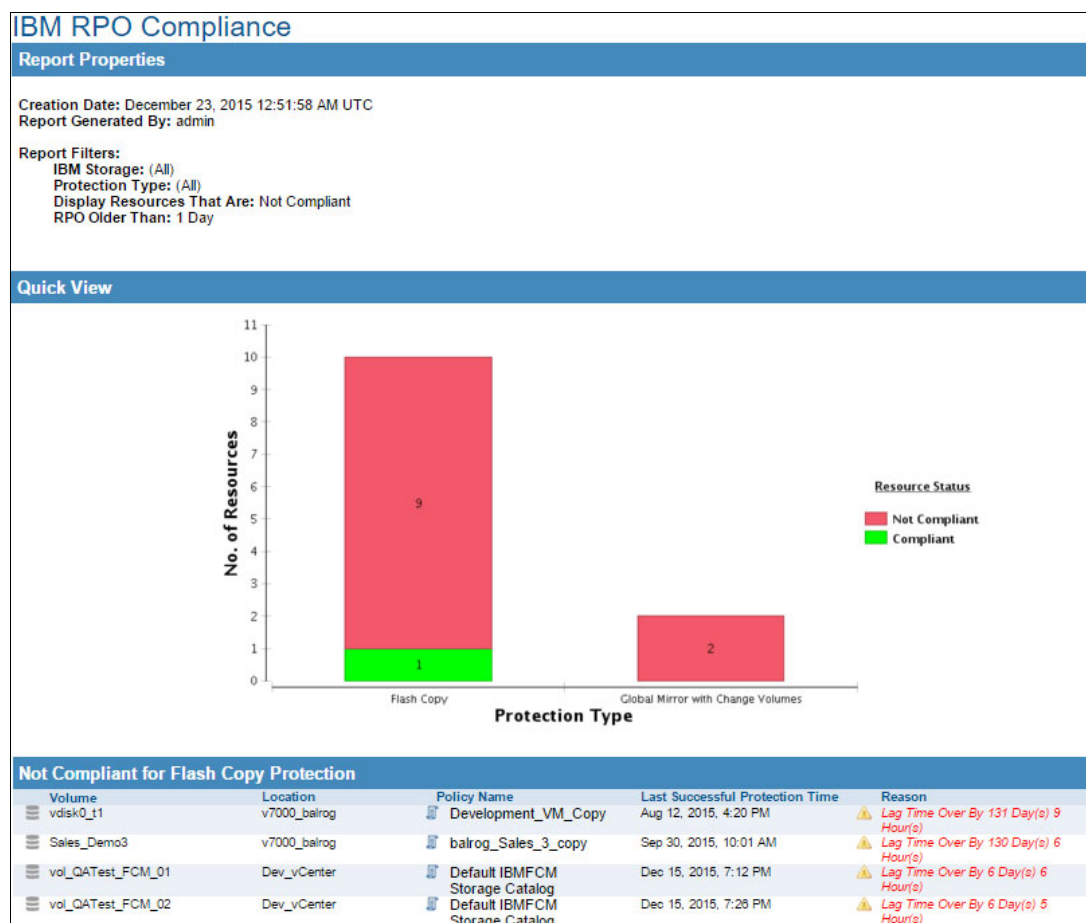 IBM RPO Compliance
Report Properties
Creation Date: December 23, 2015 12:51:58 AM UTC
Report Generated By: admin
Report Filters:
IBM Storage: (All)
Protection Type: (All)
Display Resources That Are: Not Compliant
RPO Older Than: 1 Day
Quick View
11
10
9
8
7
6
5
4
3
2
1
0
No. of Resources
9
1
2
Flash Copy
Global Mirror with Change Volumes
Protection Type
Resource Status
Not Compliant
Compliant
Not Compliant for Flash Copy Protection
Volume Location Policy Name Last Successful Protection Time Reason
vdisk0_t1 v7000_balrog Development_VM_Copy Aug 12, 2015, 4:20 PM Lag Time Over By 131 Day(s) 9
Hour(s)
Sales_Demo3 v7000_balrog balrog_Sales_3_copy Sep 30, 2015, 10:01 AM Lag Time Over By 130 Day(s) 6
Hour(s)
vol_QATest_FCM_01 Dev_vCenter Default IBMFCM Dec 15, 2015, 7:12 PM Lag Time Over By 6 Day(s) 6
Storage Catalog Hour(s)
vol_QATest_FCM_02 Dev_vCenter Default IBMFCM Dec 15, 2015, 7:26 PM Lag Time Over By 6 Day(s) 5
Storage Catalog Hour(s)